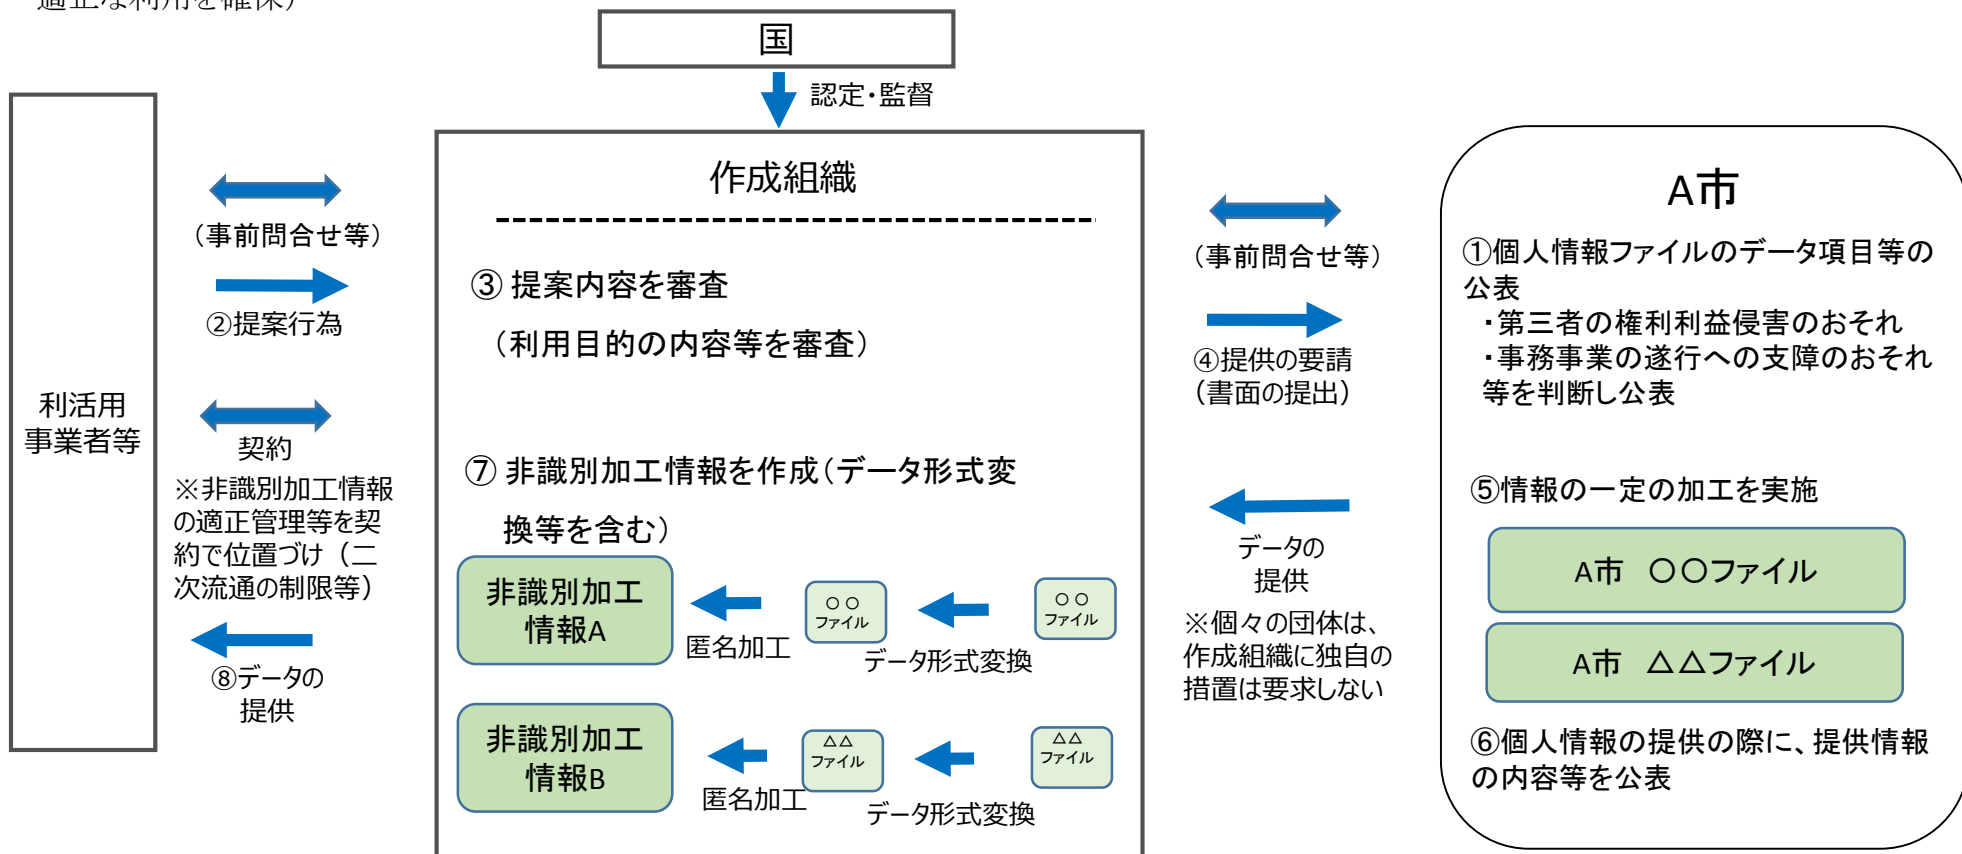 適正な利用を確保）
国
認定・監督
利活用
事業者等
（事前問合せ等）
②提案行為
契約
※非識別加工情報
の適正管理等を契
約で位置づけ（二
次流通の制限等）
⑧データの
提供
作成組織
③ 提案内容を審査
（利用目的の内容等を審査）
⑦ 非識別加工情報を作成（データ形式変
換等を含む）
非識別加工
情報A
匿名加工
○○
ファイル
データ形式変換
○○
ファイル
非識別加工
情報B
匿名加工
△△
ファイル
データ形式変換
△△
ファイル
（事前問合せ等）
④提供の要請
（書面の提出）
データの
提供
※個々の団体は、
作成組織に独自の
措置は要求しない
A市
①個人情報ファイルのデータ項目等の
公表
・第三者の権利利益侵害のおそれ
・事務事業の遂行への支障のおそれ
等を判断し公表
⑤情報の一定の加工を実施
A市　○○ファイル
A市　△△ファイル
⑥個人情報の提供の際に、提供情報
の内容等を公表